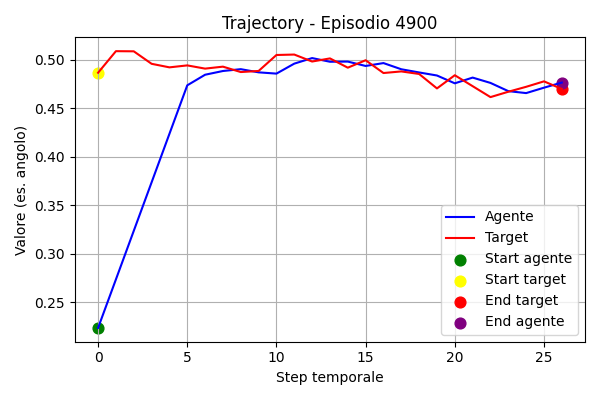 Trajectory - Episodio 4900
Valore (es. angolo)
0.50
0.45
0.40
0.35
0.30
0.25
0
5
10
15
20
25
Step temporale
Agente
Target
Start agente
Start target
End target
End agente